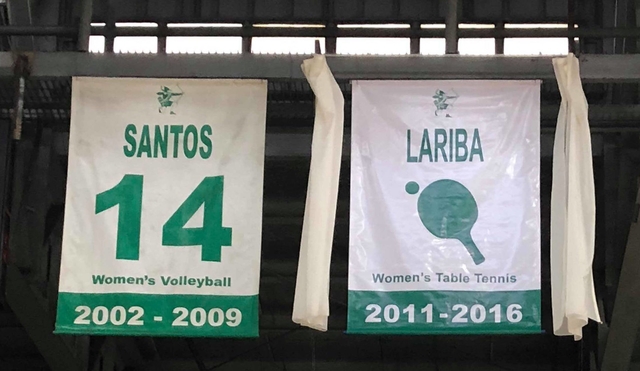 SANTOS
14
Women's Volleyball
2002 - 2009
LARIBA
Women's Table Tennis
2011-2016